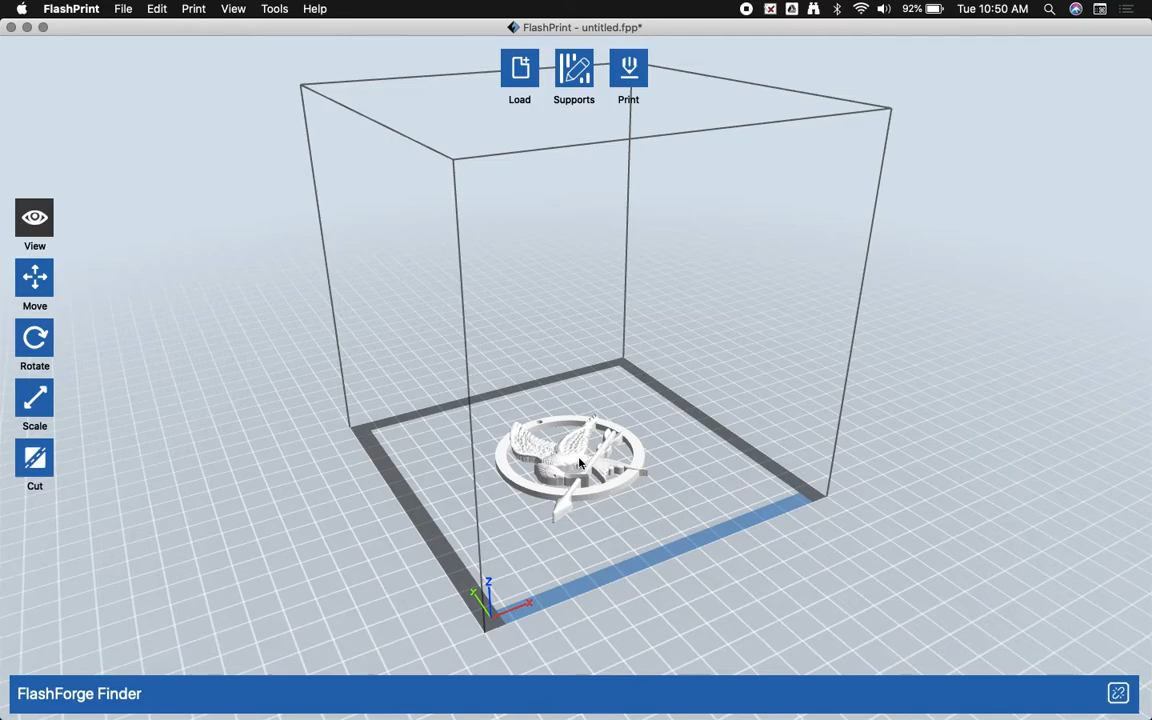 FlashPrint File Edit Print View Tools Help 92% Tue 10:50 AM
FlashPrint - untitled.fpp*
Load Supports Print
View
Move
Rotate
Scale
Cut
Z
Y
X
FlashForge Finder